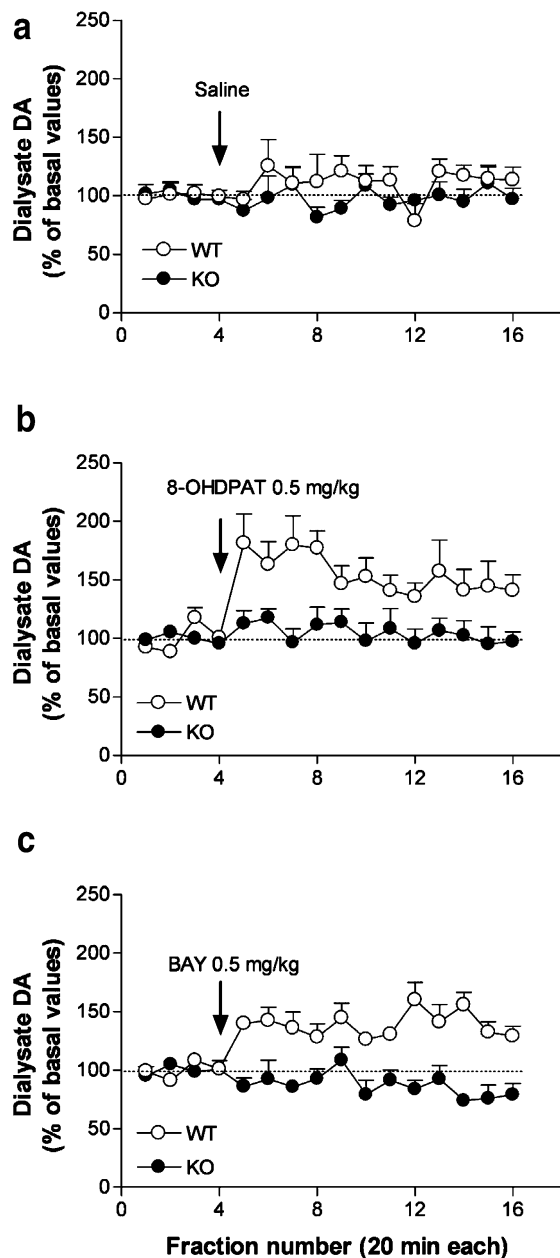 a
Dialysate DA
(% of basal values)
250
200
150
100
50
0
Saline
WT
KO
0 4 8 12 16
b
Dialysate DA
(% of basal values)
250
200
150
100
50
0
8-OHDPAT 0.5 mg/kg
WT
KO
0 4 8 12 16
c
Dialysate DA
(% of basal values)
250
200
150
100
50
0
BAY 0.5 mg/kg
WT
KO
0 4 8 12 16
Fraction number (20 min each)